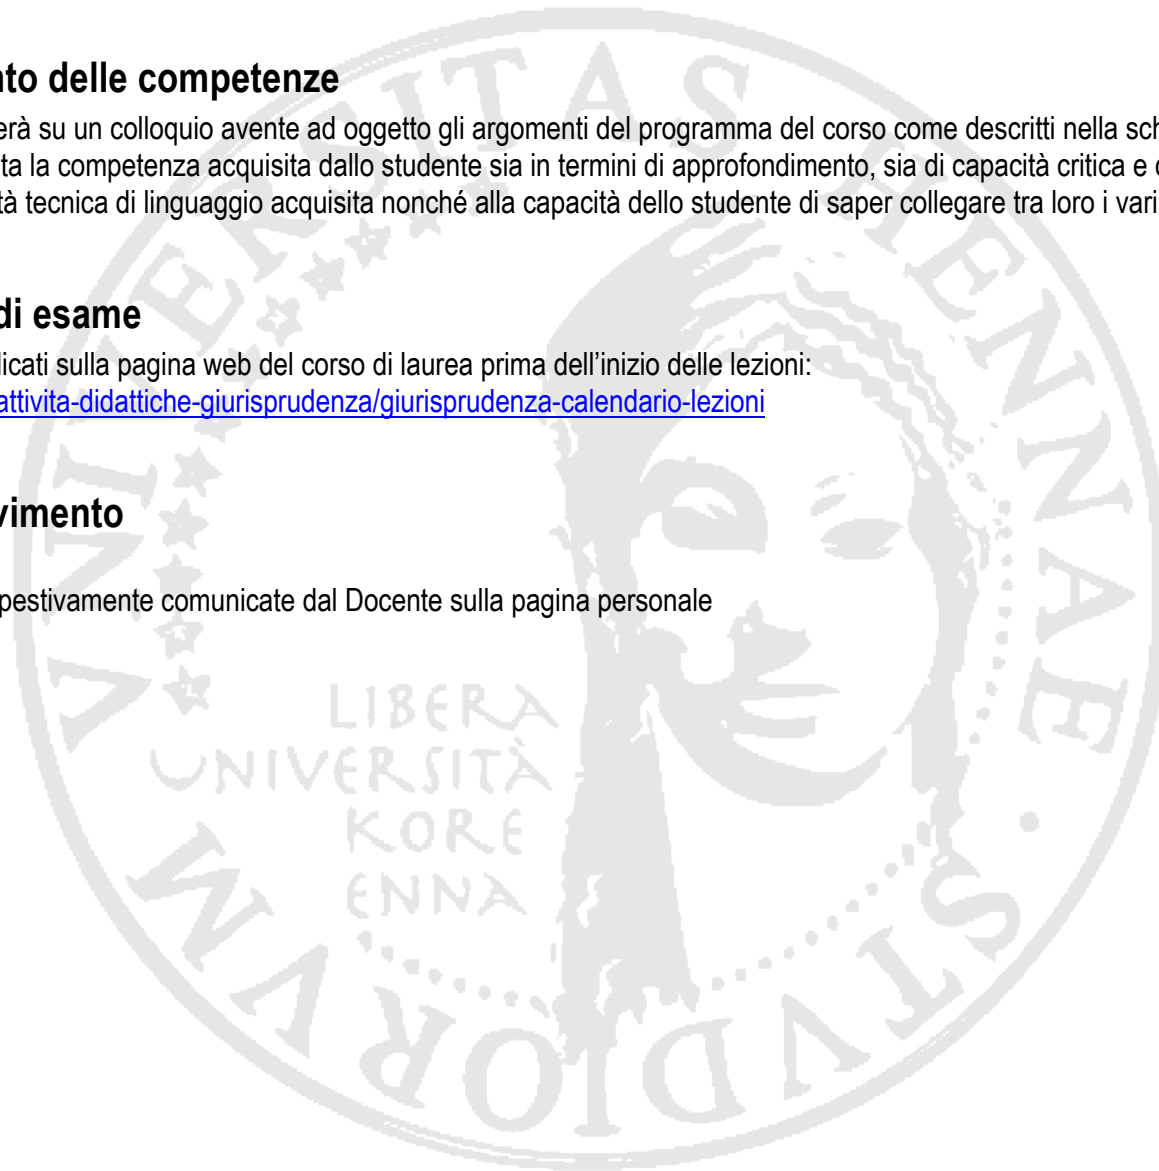 nto delle competenze
erà su un colloquio avente ad oggetto gli argomenti del programma del corso come descritti nella sch
ta la competenza acquisita dallo studente sia in termini di approfondimento, sia di capacità critica e
tà tecnica di linguaggio acquisita nonché alla capacità dello studente di saper collegare tra loro i vari
di esame
licati sulla pagina web del corso di laurea prima dell’inizio delle lezioni:
attivita-didattiche-giurisprudenza/giurisprudenza-calendario-lezioni
vimento
pestivamente comunicate dal Docente sulla pagina personale
VNIVERSITAS HENNAE · STVDIORVM
LIBERA
UNIVERSITÀ
KORE
ENNA